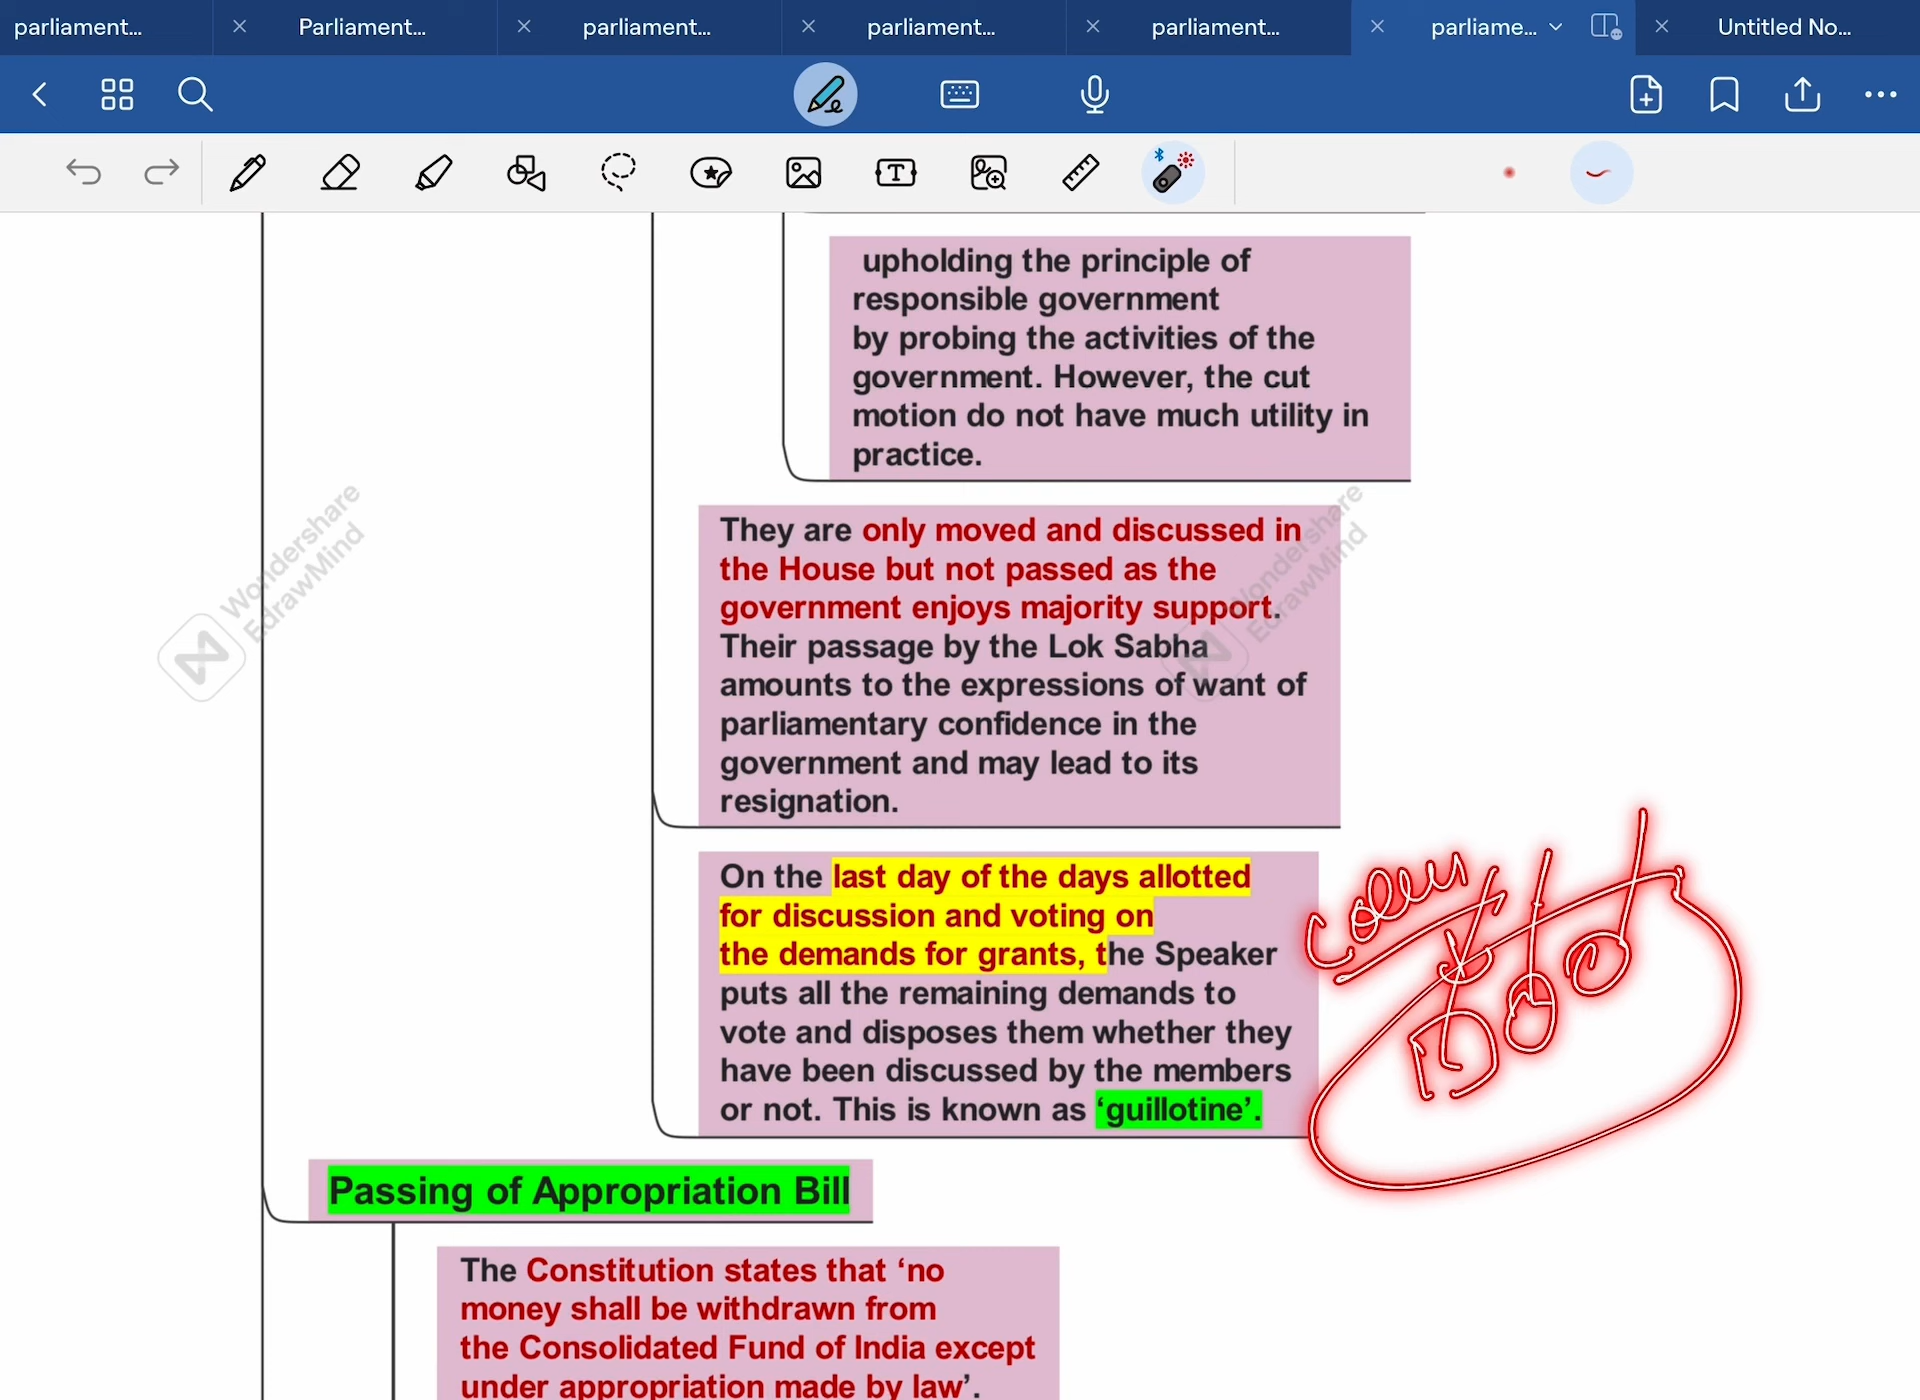 parliament...
Parliament...
parliament...
parliament...
parliament...
parliame...
Untitled No...
upholding the principle of
responsible government
by probing the activities of the
government. However, the cut
motion do not have much utility in
practice.
They are only moved and discussed in
the House but not passed as the
government enjoys majority support.
Their passage by the Lok Sabha
amounts to the expressions of want of
parliamentary confidence in the
government and may lead to its
resignation.
On the last day of the days allotted
for discussion and voting on
the demands for grants, the Speaker
puts all the remaining demands to
vote and disposes them whether they
have been discussed by the members
or not. This is known as ‘guillotine’.
Passing of Appropriation Bill
The Constitution states that ‘no
money shall be withdrawn from
the Consolidated Fund of India except
under appropriation made by law’.
Wondershare
EdrawMind
Wondershare
EdrawMind